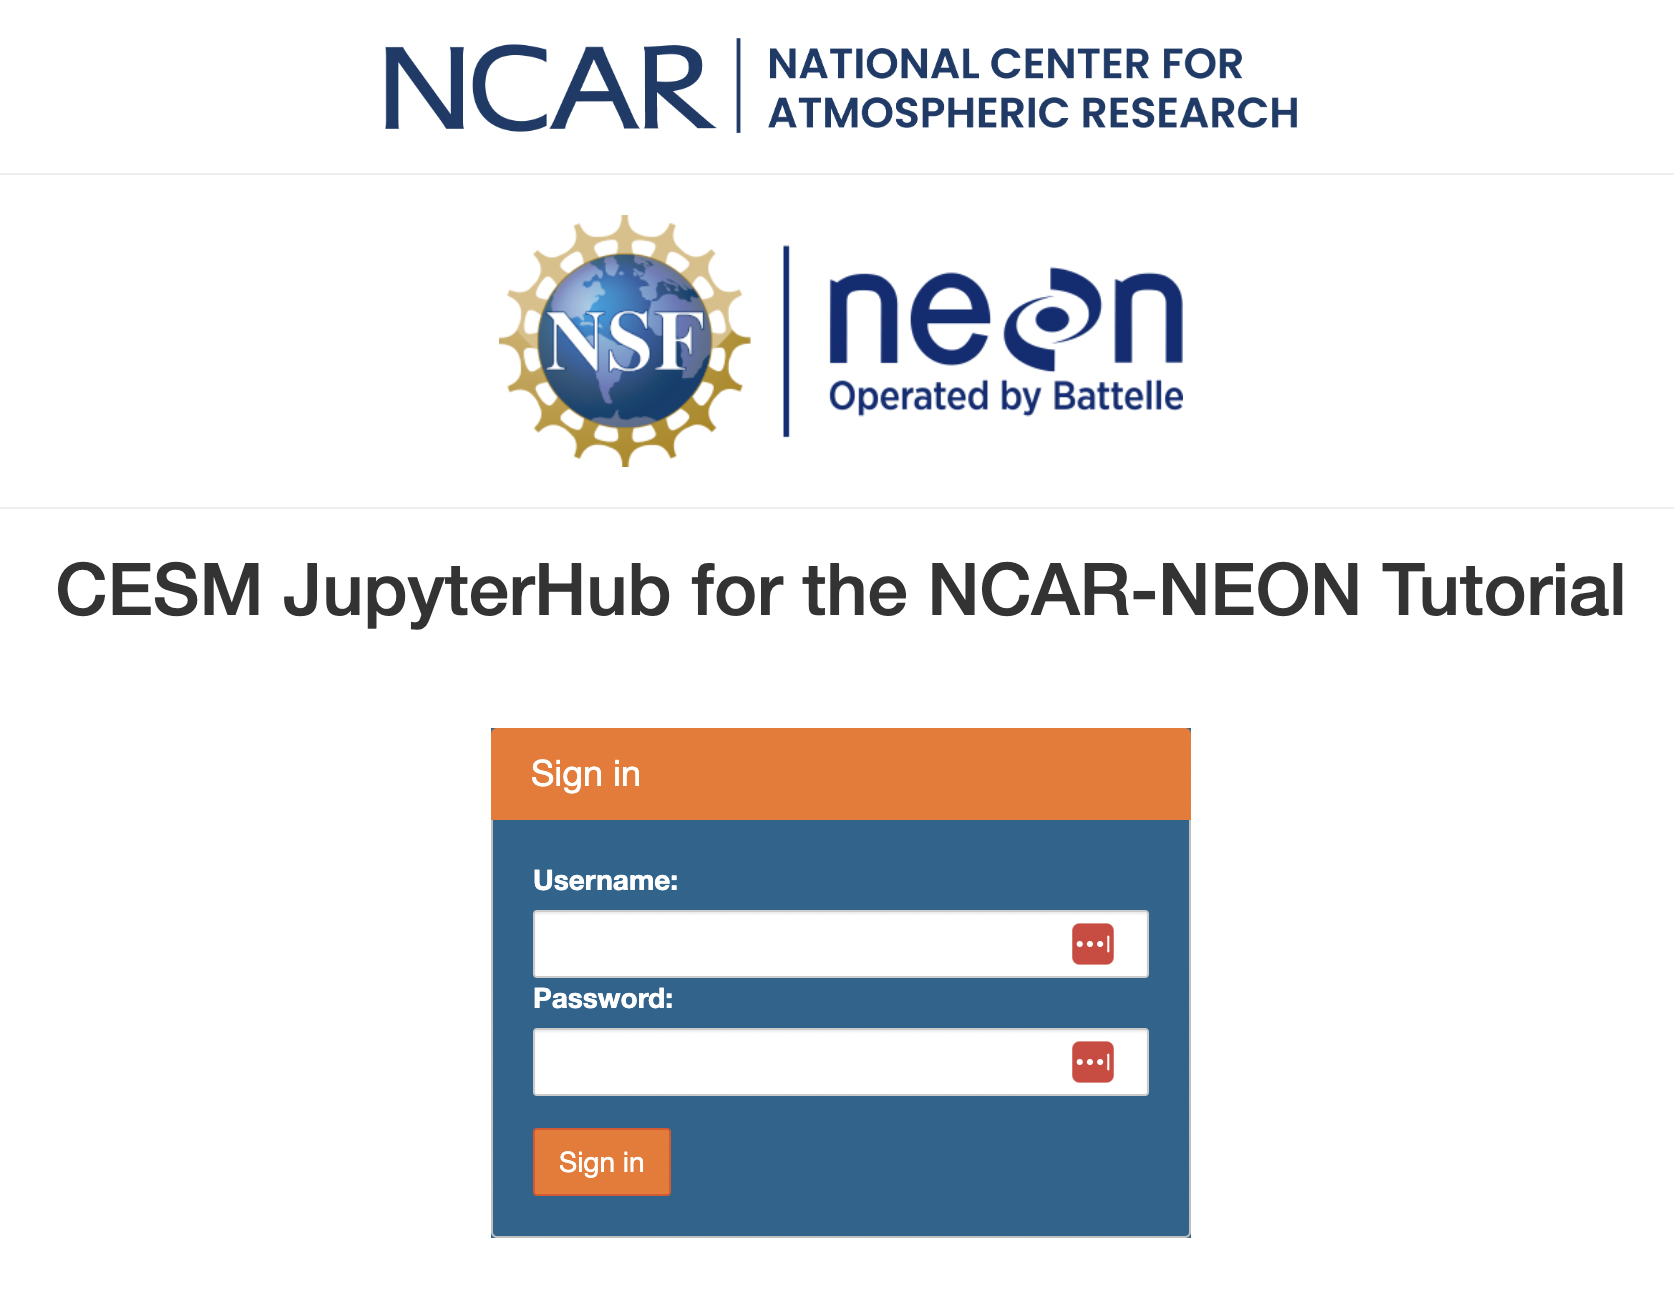 NCAR
NATIONAL CENTER FOR
ATMOSPHERIC RESEARCH
NSF
neon
Operated by Battelle
CESM JupyterHub for the NCAR-NEON Tutorial
Sign in
Username:
Password:
Sign in